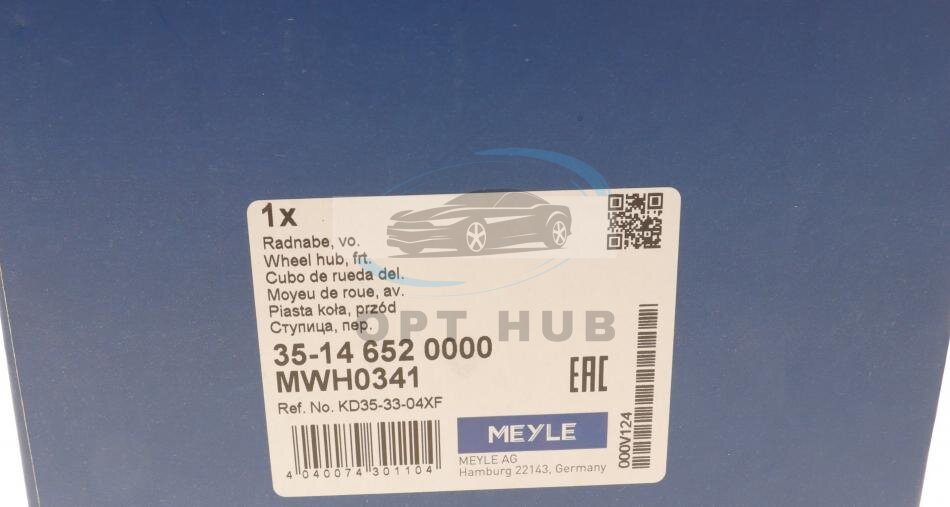 1x
Radnabe, vo.
Wheel hub, frt.
Cubo de rueda del.
Moyeu de roue, av.
Piasta koła, przód
Ступица, пер.
OPT HUB
35-14 652 0000
MWH0341
EAC
Ref. No. KD35-33-04XF
MEYLE
MEYLE AG
Hamburg 22143, Germany
4 040074 301104
000V124